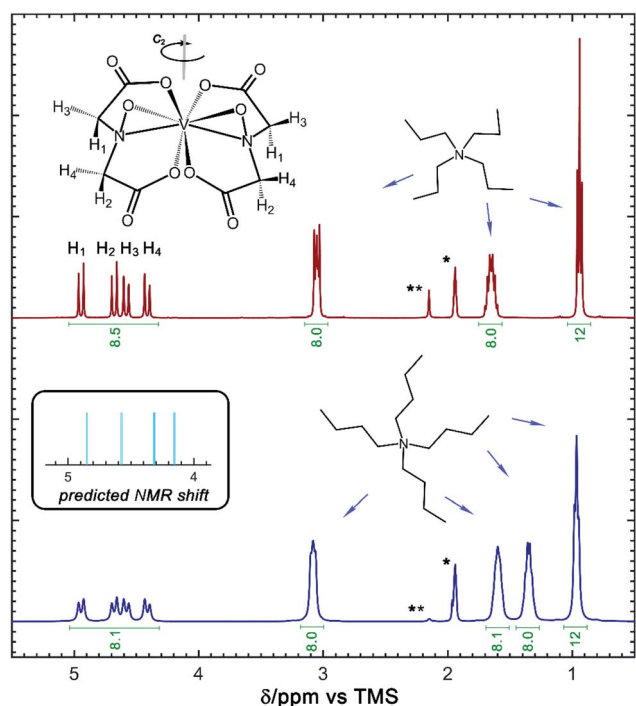 C₂
O
O
O
O
O
V
O
H₃
N
N
H₃
H₁
H₁
H₄
O
O
H₄
H₂
H₂
O
O
N
H₁ H₂ H₃ H₄
**
*
8.5
8.0
8.0
12
N
5
4
predicted NMR shift
**
*
8.1
8.0
8.1
8.0
12
5
4
3
2
1
δ/ppm vs TMS